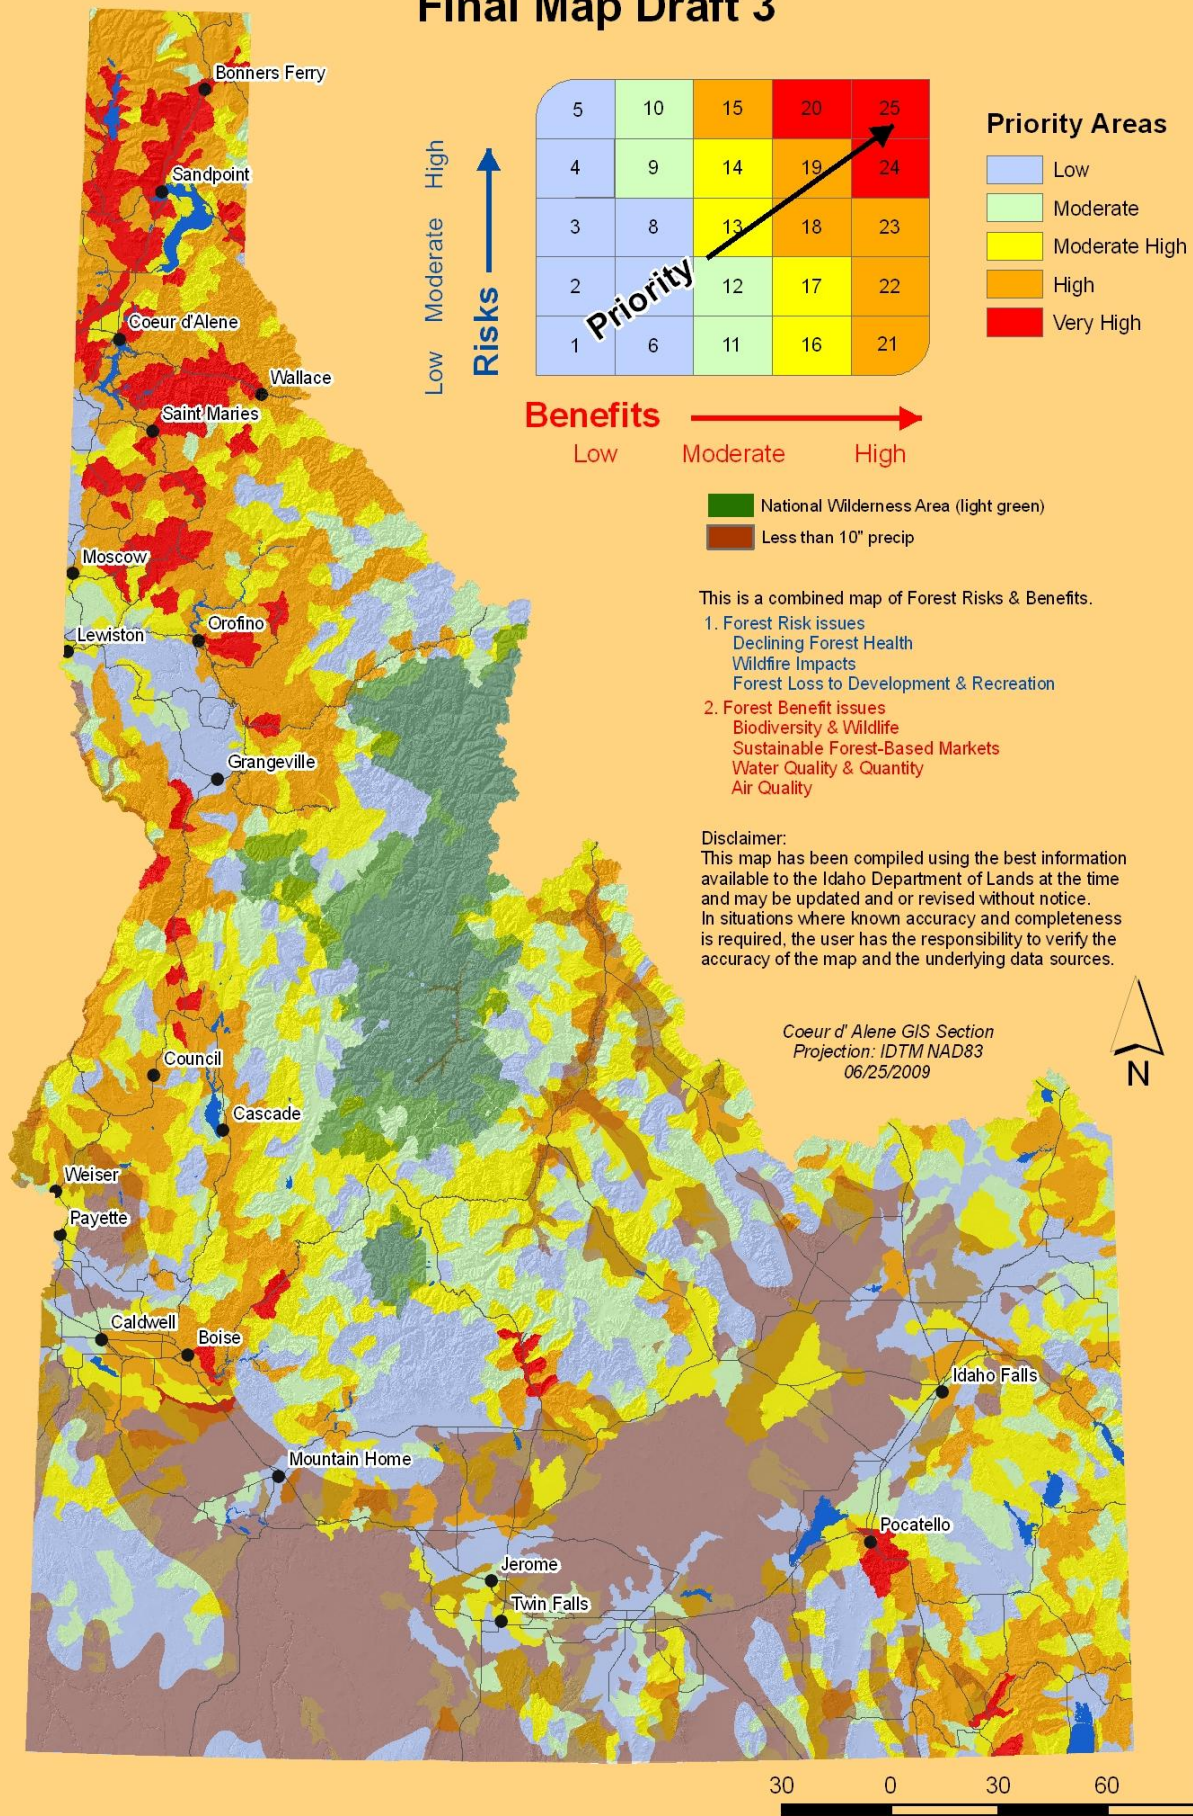 Final Map Draft 3
Bonners Ferry
Sandpoint
Coeur d'Alene
Wallace
Saint Maries
Moscow
Lewiston
Orofino
Grangeville
Council
Cascade
Weiser
Payette
Caldwell
Boise
Mountain Home
Jerome
Twin Falls
Idaho Falls
Pocatello
Low Moderate High
Risks
5 10 15 20 25
4 9 14 19 24
3 8 13 18 23
2 12 17 22
1 6 11 16 21
Priority
Benefits
Low Moderate High
Priority Areas
Low
Moderate
Moderate High
High
Very High
National Wilderness Area (light green)
Less than 10" precip
This is a combined map of Forest Risks & Benefits.
1. Forest Risk issues
Declining Forest Health
Wildfire Impacts
Forest Loss to Development & Recreation
2. Forest Benefit issues
Biodiversity & Wildlife
Sustainable Forest-Based Markets
Water Quality & Quantity
Air Quality
Disclaimer:
This map has been compiled using the best information
available to the Idaho Department of Lands at the time
and may be updated and or revised without notice.
In situations where known accuracy and completeness
is required, the user has the responsibility to verify the
accuracy of the map and the underlying data sources.
Coeur d' Alene GIS Section
Projection: IDTM NAD83
06/25/2009
N
30 0 30 60